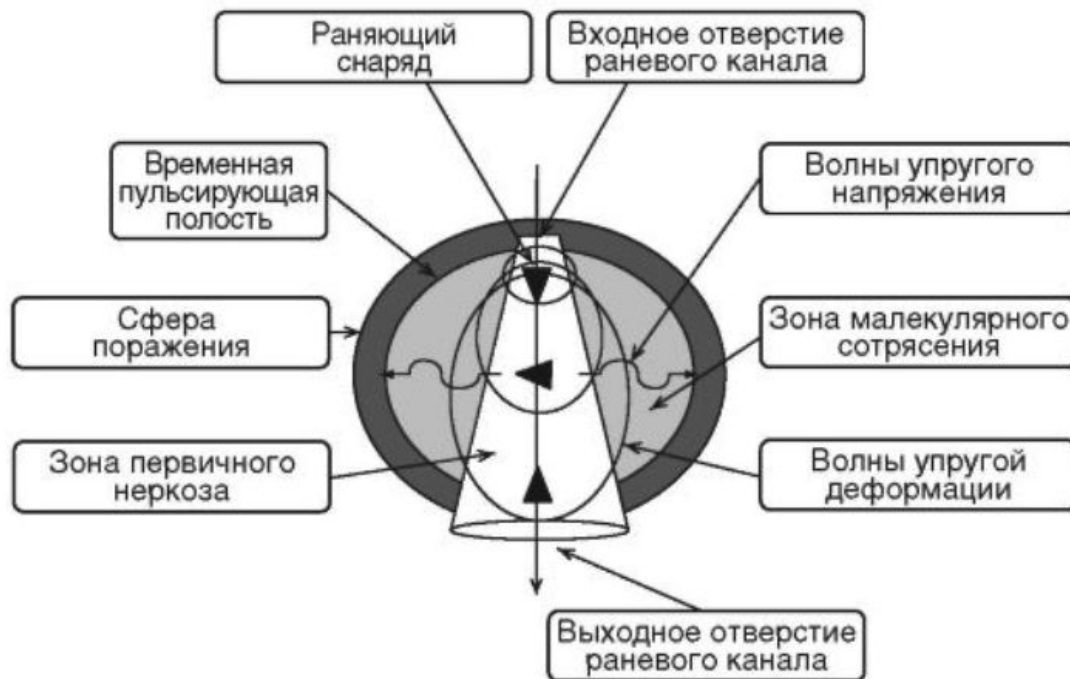 Раняющий
снаряд
Входное отверстие
раневого канала
Временная
пульсирующая
полость
Волны упругого
напряжения
Сфера
поражения
Зона малекулярного
сотрясения
Зона первичного
неркоза
Волны упругой
деформации
Выходное отверстие
раневого канала